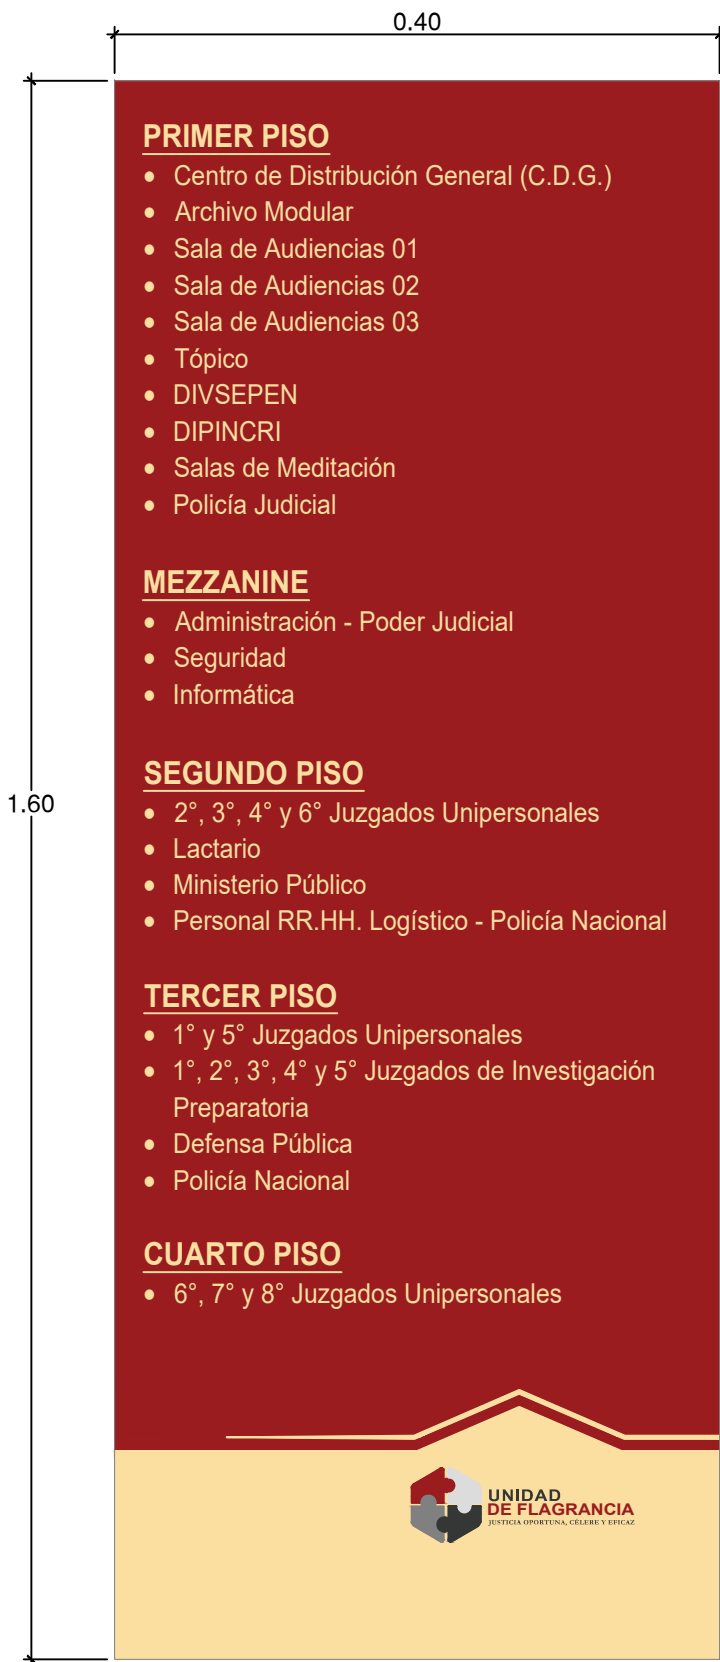 0.40
1.60
PRIMER PISO
• Centro de Distribución General (C.D.G.)
• Archivo Modular
• Sala de Audiencias 01
• Sala de Audiencias 02
• Sala de Audiencias 03
• Tópico
• DIVSEPEN
• DIPINCRI
• Salas de Meditación
• Policía Judicial
MEZZANINE
• Administración - Poder Judicial
• Seguridad
• Informática
SEGUNDO PISO
• 2°, 3°, 4° y 6° Juzgados Unipersonales
• Lactario
• Ministerio Público
• Personal RR.HH. Logístico - Policía Nacional
TERCER PISO
• 1° y 5° Juzgados Unipersonales
• 1°, 2°, 3°, 4° y 5° Juzgados de Investigación
Preparatoria
• Defensa Pública
• Policía Nacional
CUARTO PISO
• 6°, 7° y 8° Juzgados Unipersonales
UNIDAD
DE FLAGRANCIA
JUSTICIA OPORTUNA, CÉLERE Y EFICAZ